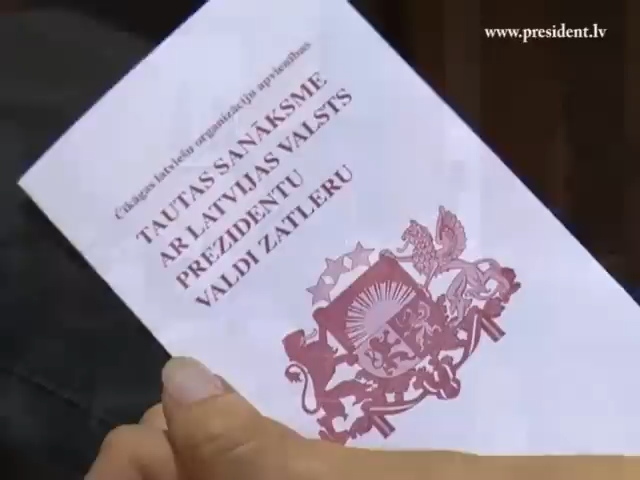 www.president.lv
Čikāgas latviešu organizāciju apvienības
TAUTAS SANĀKSME
AR LATVIJAS VALSTS
PREZIDENTU
VALDI ZATLERU